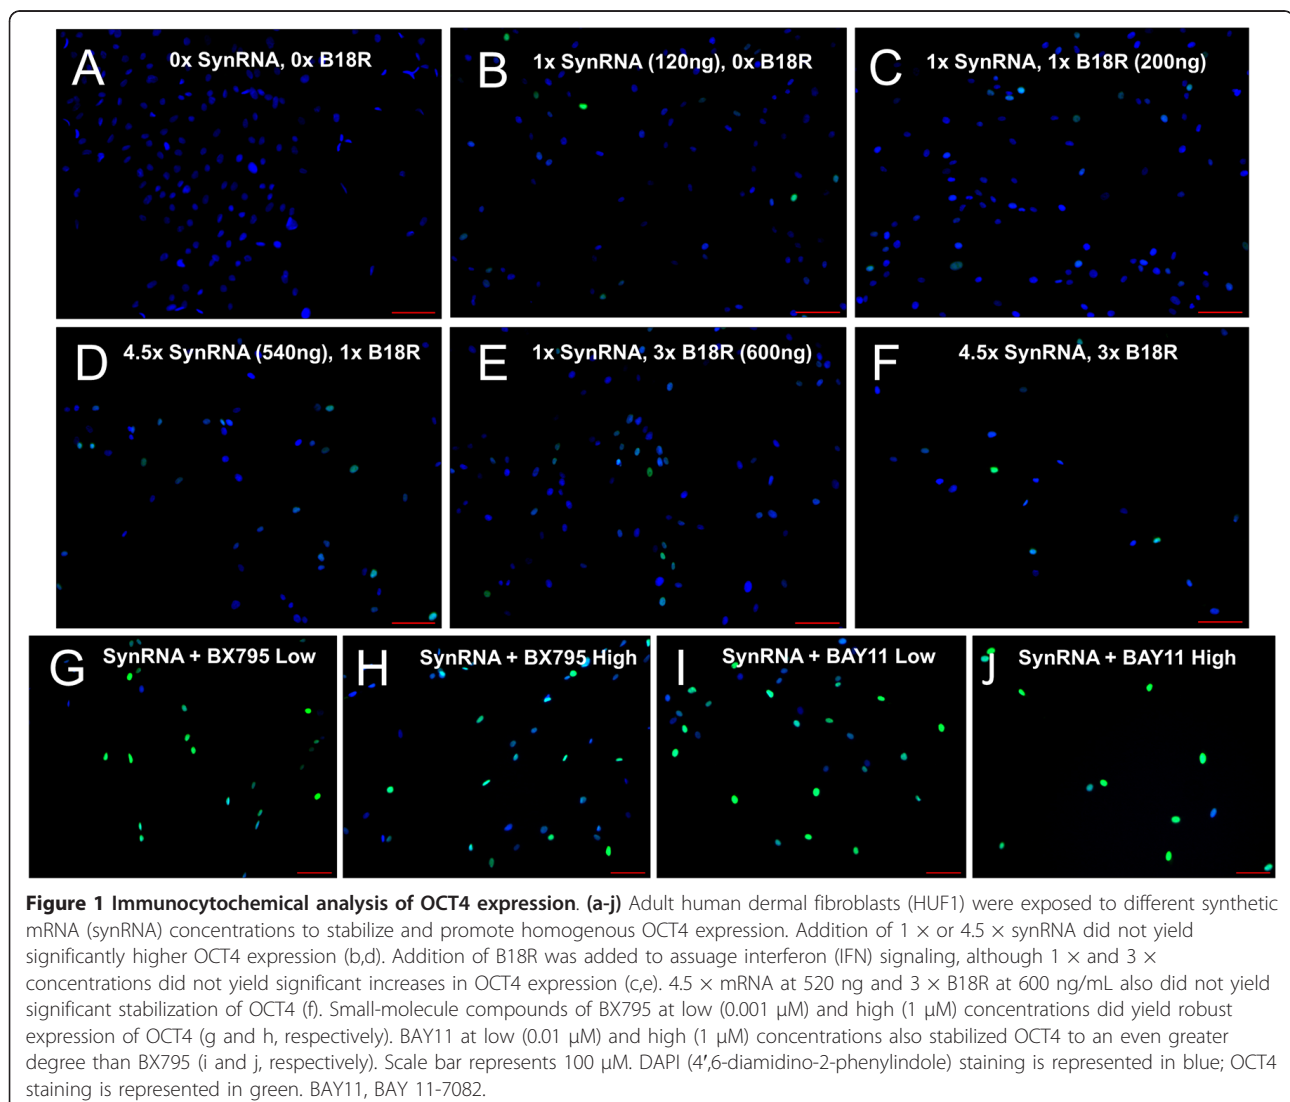 A
0x SynRNA, 0x B18R
B
1x SynRNA (120ng), 0x B18R
C
1x SynRNA, 1x B18R (200ng)
D
4.5x SynRNA (540ng), 1x B18R
E
1x SynRNA, 3x B18R (600ng)
F
4.5x SynRNA, 3x B18R
G
SynRNA + BX795 Low
H
SynRNA + BX795 High
I
SynRNA + BAY11 Low
J
SynRNA + BAY11 High
Figure 1 Immunocytochemical analysis of OCT4 expression. (a-j) Adult human dermal fibroblasts (HUF1) were exposed to different synthetic
mRNA (synRNA) concentrations to stabilize and promote homogenous OCT4 expression. Addition of 1 × or 4.5 × synRNA did not yield
significantly higher OCT4 expression (b,d). Addition of B18R was added to assuage interferon (IFN) signaling, although 1 × and 3 ×
concentrations did not yield significant increases in OCT4 expression (c,e). 4.5 × mRNA at 520 ng and 3 × B18R at 600 ng/mL also did not yield
significant stabilization of OCT4 (f). Small-molecule compounds of BX795 at low (0.001 μM) and high (1 μM) concentrations did yield robust
expression of OCT4 (g and h, respectively). BAY11 at low (0.01 μM) and high (1 μM) concentrations also stabilized OCT4 to an even greater
degree than BX795 (i and j, respectively). Scale bar represents 100 μM. DAPI (4′,6-diamidino-2-phenylindole) staining is represented in blue; OCT4
staining is represented in green. BAY11, BAY 11-7082.